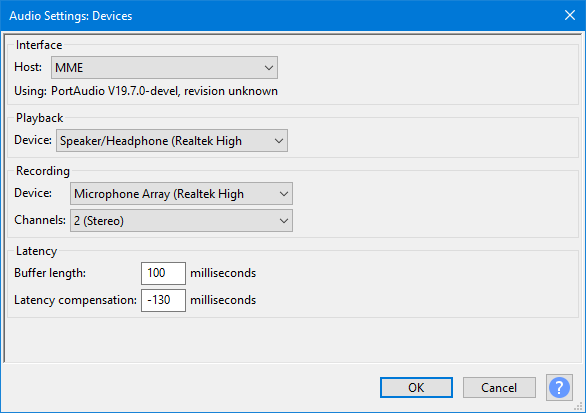 Audio Settings: Devices
Interface
Host: MME
Using: PortAudio V19.7.0-devel, revision unknown
Playback
Device: Speaker/Headphone (Realtek High
Recording
Device: Microphone Array (Realtek High
Channels: 2 (Stereo)
Latency
Buffer length: 100 milliseconds
Latency compensation: -130 milliseconds
OK Cancel ?